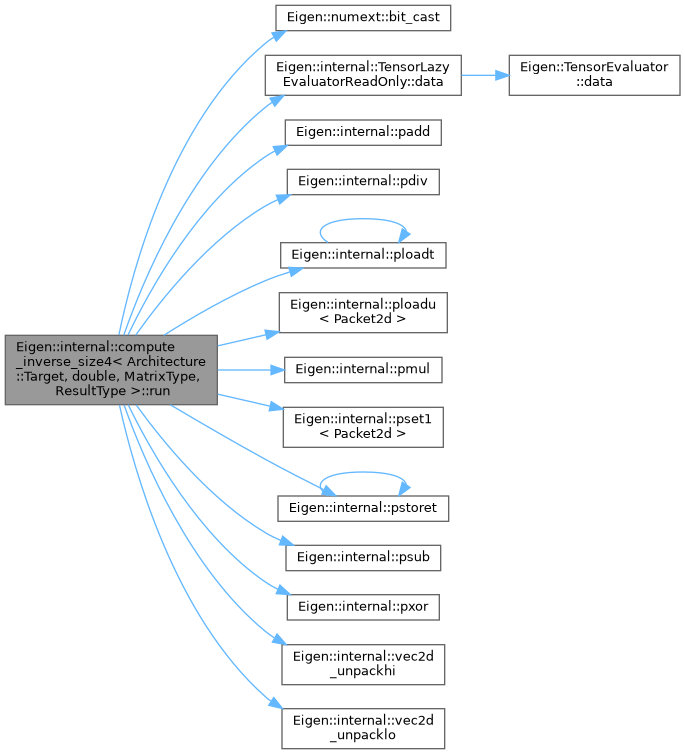 Eigen::numext::bit_cast
Eigen::internal::TensorLazy
EvaluatorReadOnly::data
Eigen::TensorEvaluator
::data
Eigen::internal::padd
Eigen::internal::pdiv
Eigen::internal::ploadt
Eigen::internal::ploadu
< Packet2d >
Eigen::internal::compute
_inverse_size4< Architecture
::Target, double, MatrixType,
ResultType >::run
Eigen::internal::pmul
Eigen::internal::pset1
< Packet2d >
Eigen::internal::pstoret
Eigen::internal::psub
Eigen::internal::pxor
Eigen::internal::vec2d
_unpackhi
Eigen::internal::vec2d
_unpacklo